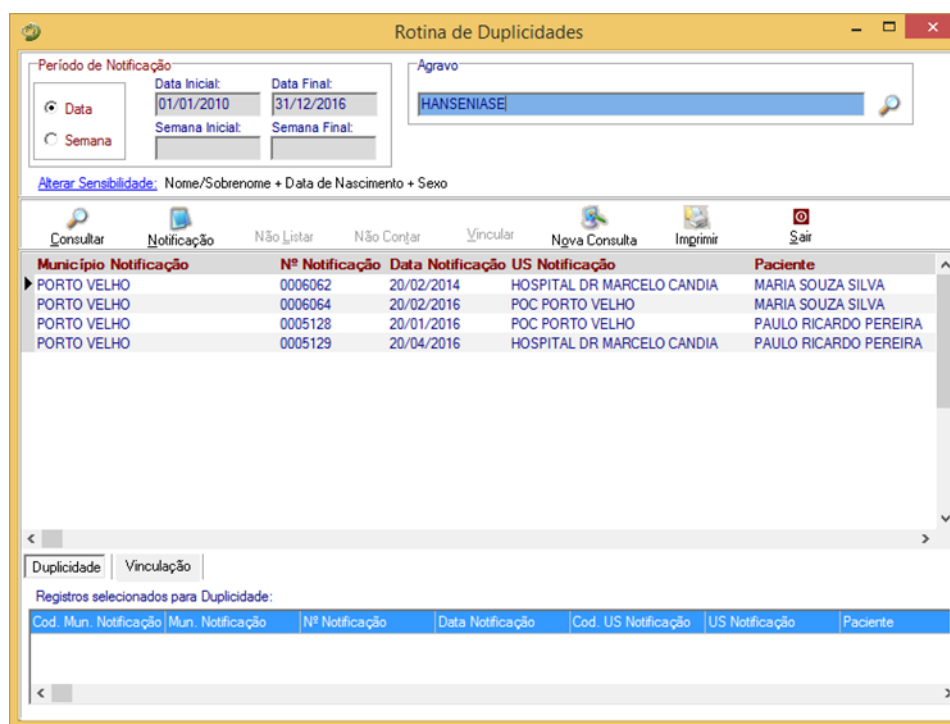 Rotina de Duplicidades
Período de Notificação
Agravo
Data Inicial: Data Final:
Data 01/01/2010 31/12/2016 HANSENIASE
Semana Inicial: Semana Final:
Semana
Alterar Sensibilidade: Nome/Sobrenome + Data de Nascimento + Sexo
Consultar Notificação Não Listar Não Contar Vincular Nova Consulta Imprimir Sair
Município Notificação Nº Notificação Data Notificação US Notificação Paciente
PORTO VELHO 0006062 20/02/2014 HOSPITAL DR MARCELO CANDIA MARIA SOUZA SILVA
PORTO VELHO 0006064 20/02/2016 POC PORTO VELHO MARIA SOUZA SILVA
PORTO VELHO 0005128 20/01/2016 POC PORTO VELHO PAULO RICARDO PEREIRA
PORTO VELHO 0005129 20/04/2016 HOSPITAL DR MARCELO CANDIA PAULO RICARDO PEREIRA
Duplicidade Vinculação
Registros selecionados para Duplicidade:
Cod. Mun. Notificação Mun. Notificação Nº Notificação Data Notificação Cod. US Notificação US Notificação Paciente